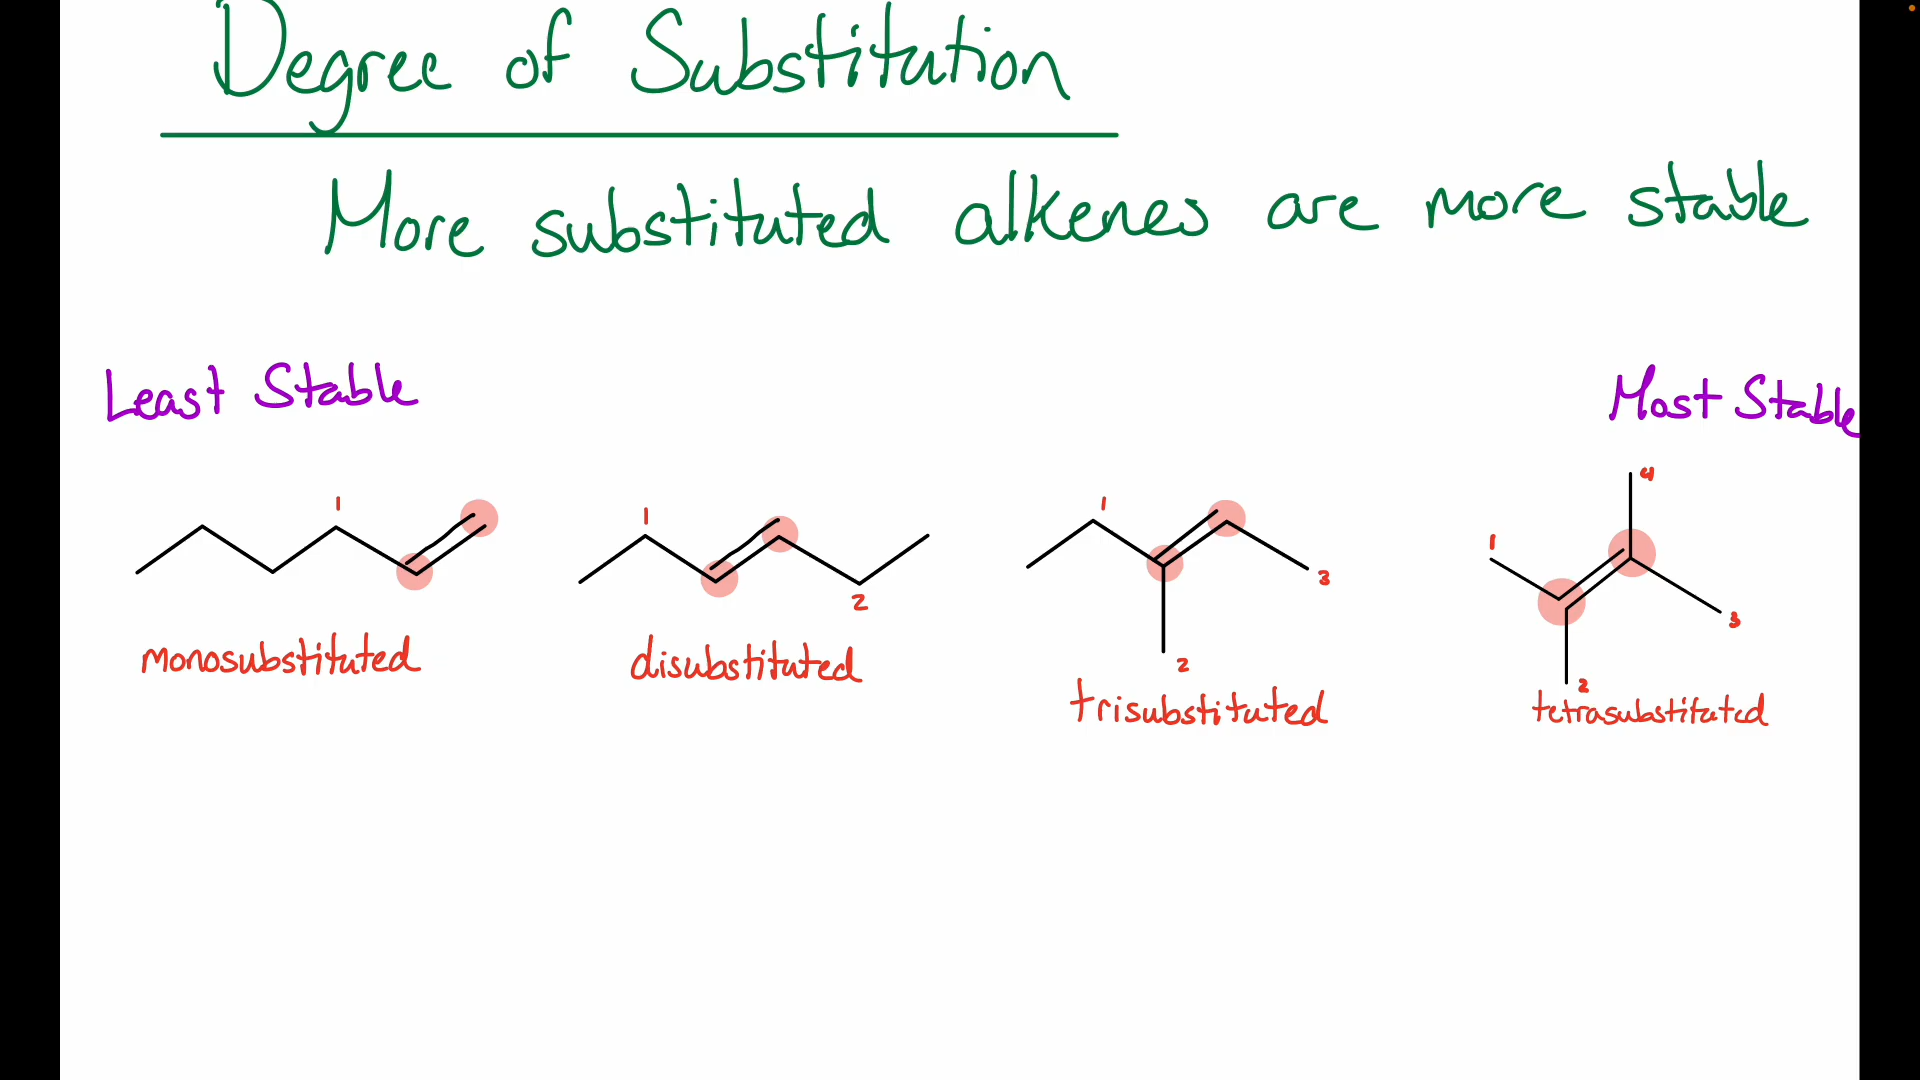 Degree of Substitution
More substituted alkenes are more stable
Least Stable
Most Stable
4
1
1
1
1
2
3
3
2
2
monosubstituted
disubstituted
trisubstituted
tetrasubstituted